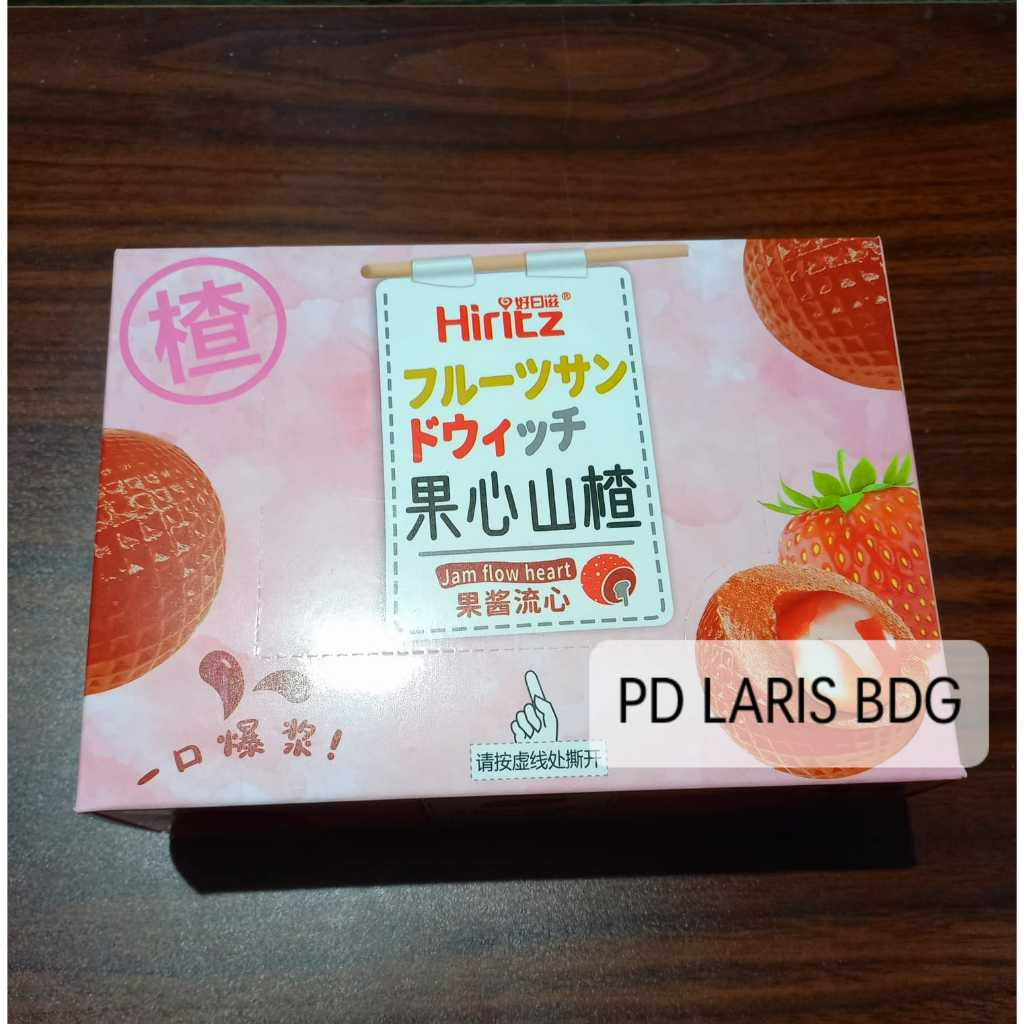 楂
好日滋®
Hiritz
フルーツサン
ドウィッチ
果心山楂
Jam flow heart
果酱流心
一口爆浆!
请按虚线处撕开
PD LARIS BDG